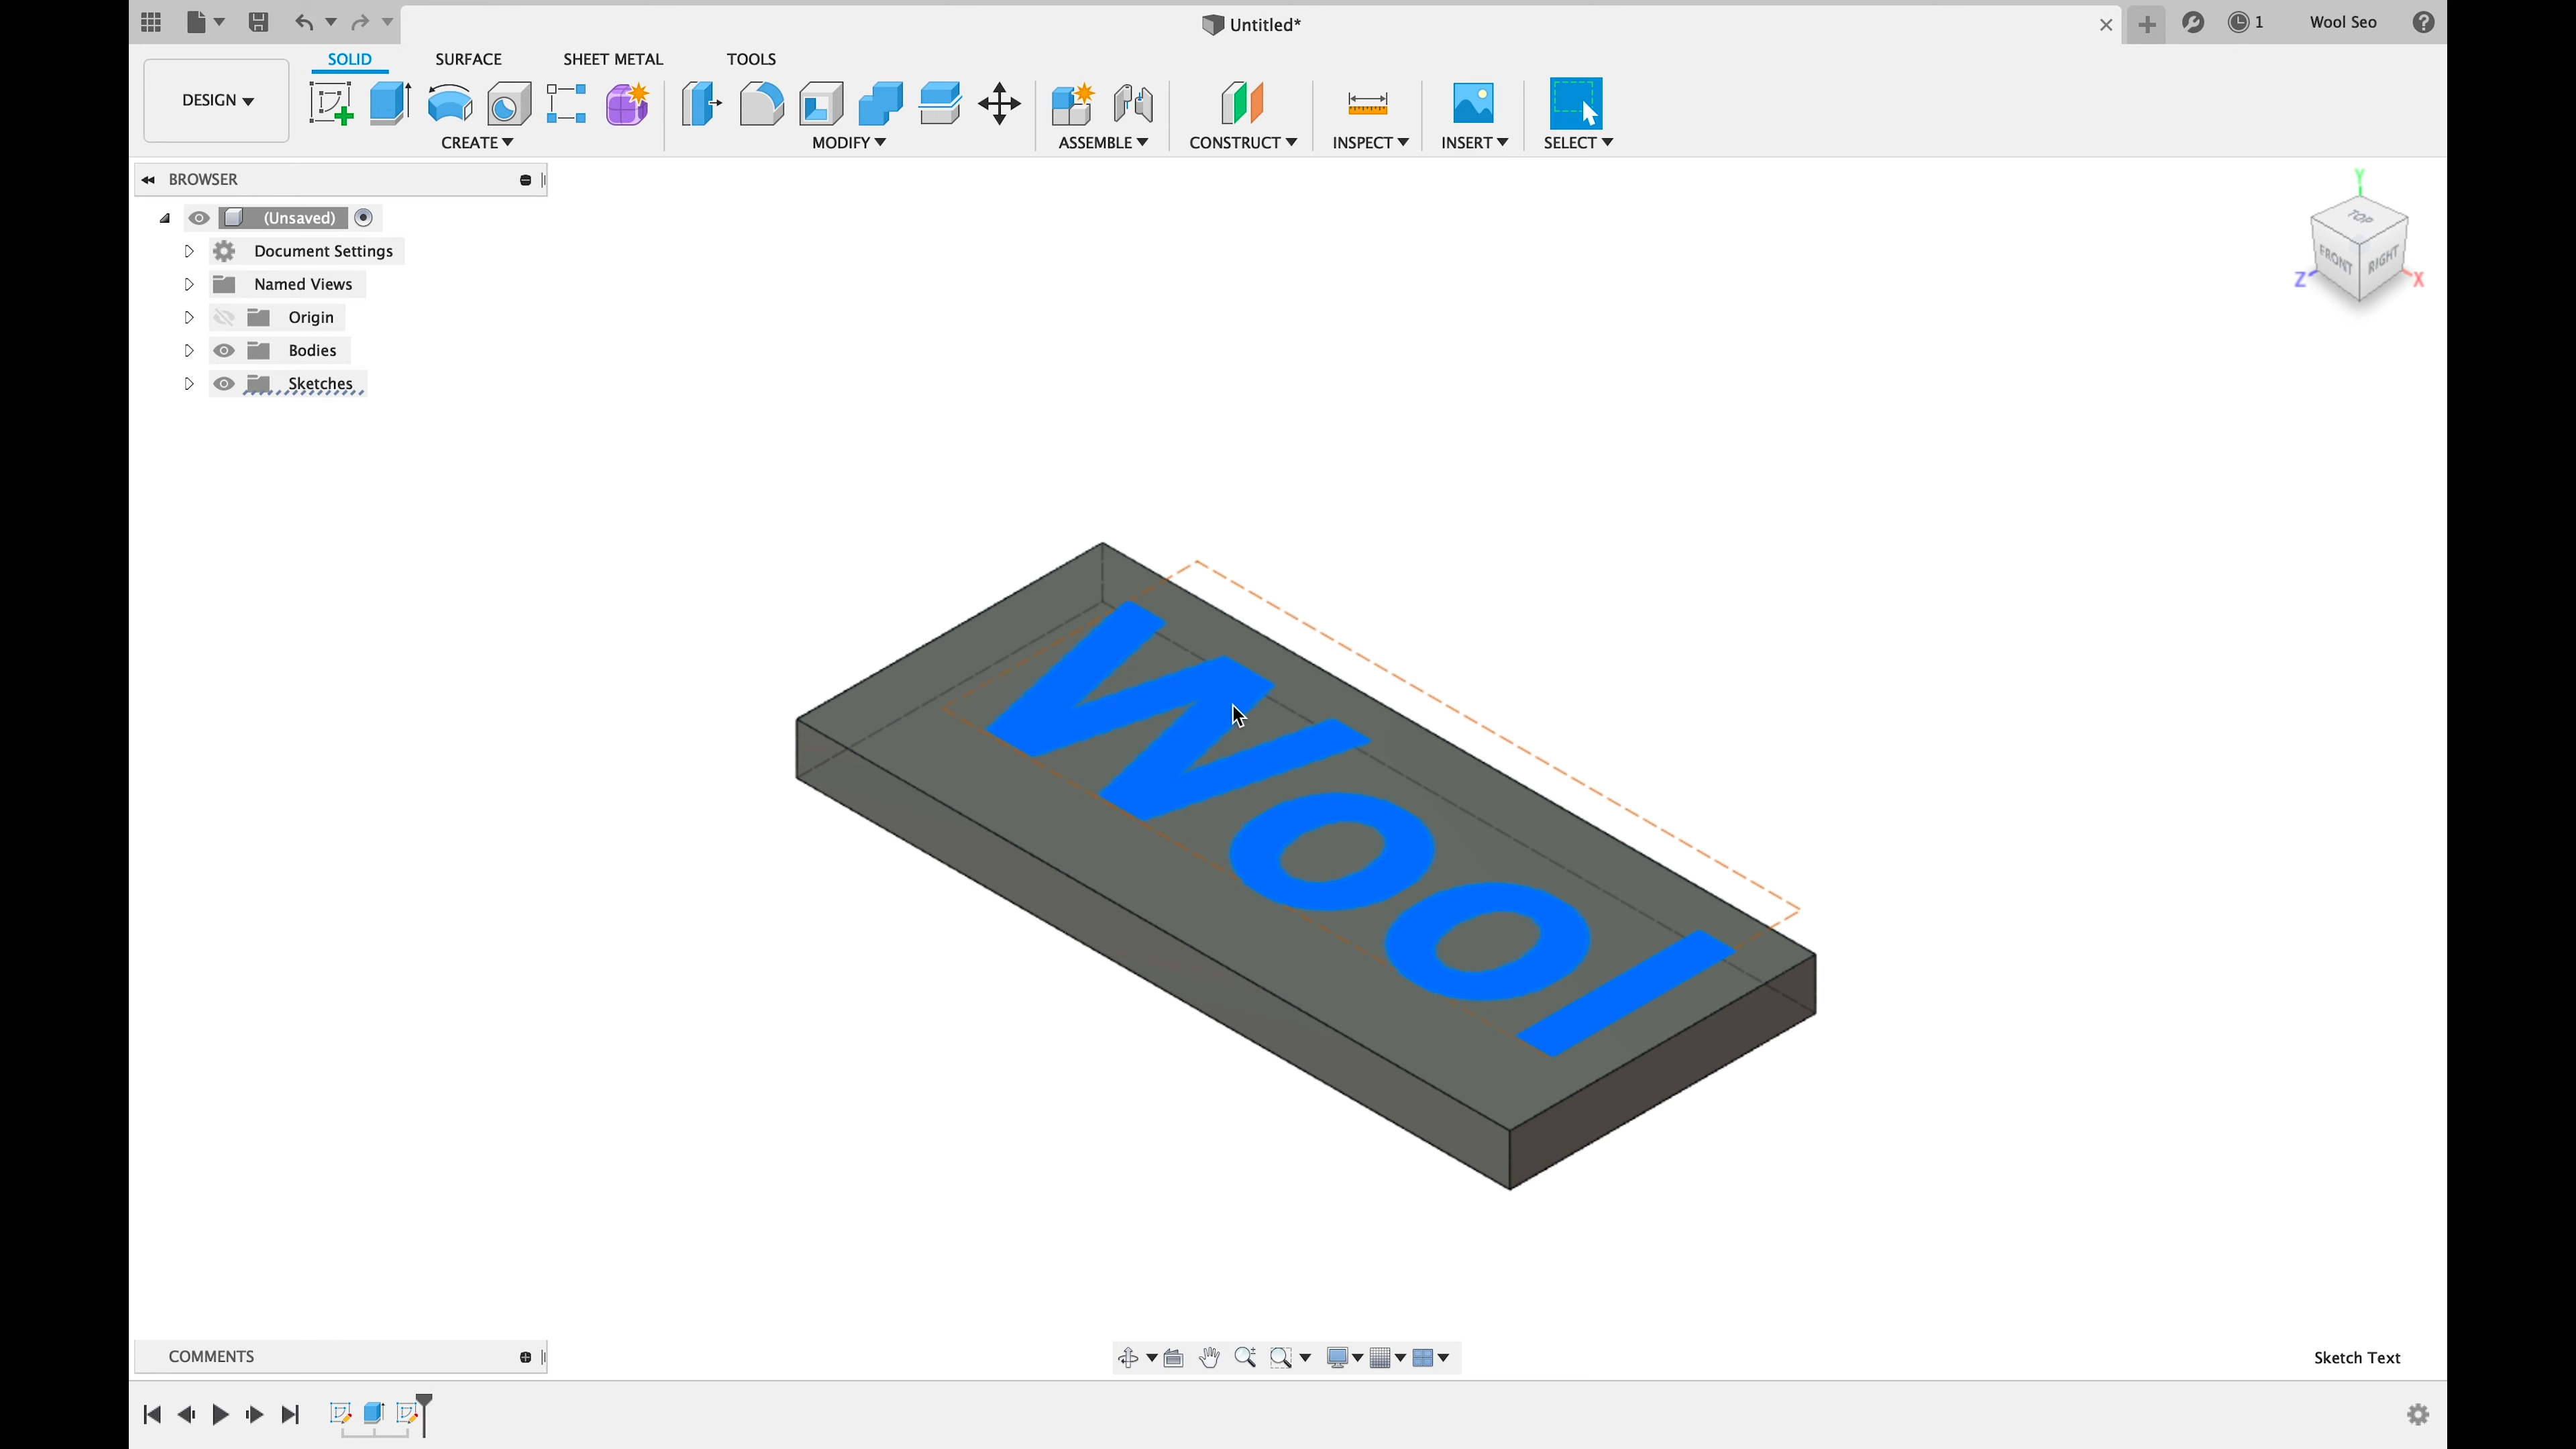 Untitled*
1
Wool Seo
SOLID
SURFACE
SHEET METAL
TOOLS
DESIGN
CREATE
MODIFY
ASSEMBLE
CONSTRUCT
INSPECT
INSERT
SELECT
BROWSER
(Unsaved)
Document Settings
Named Views
Origin
Bodies
Sketches
Y
TOP
FRONT
RIGHT
Z
X
Wool
COMMENTS
Sketch Text